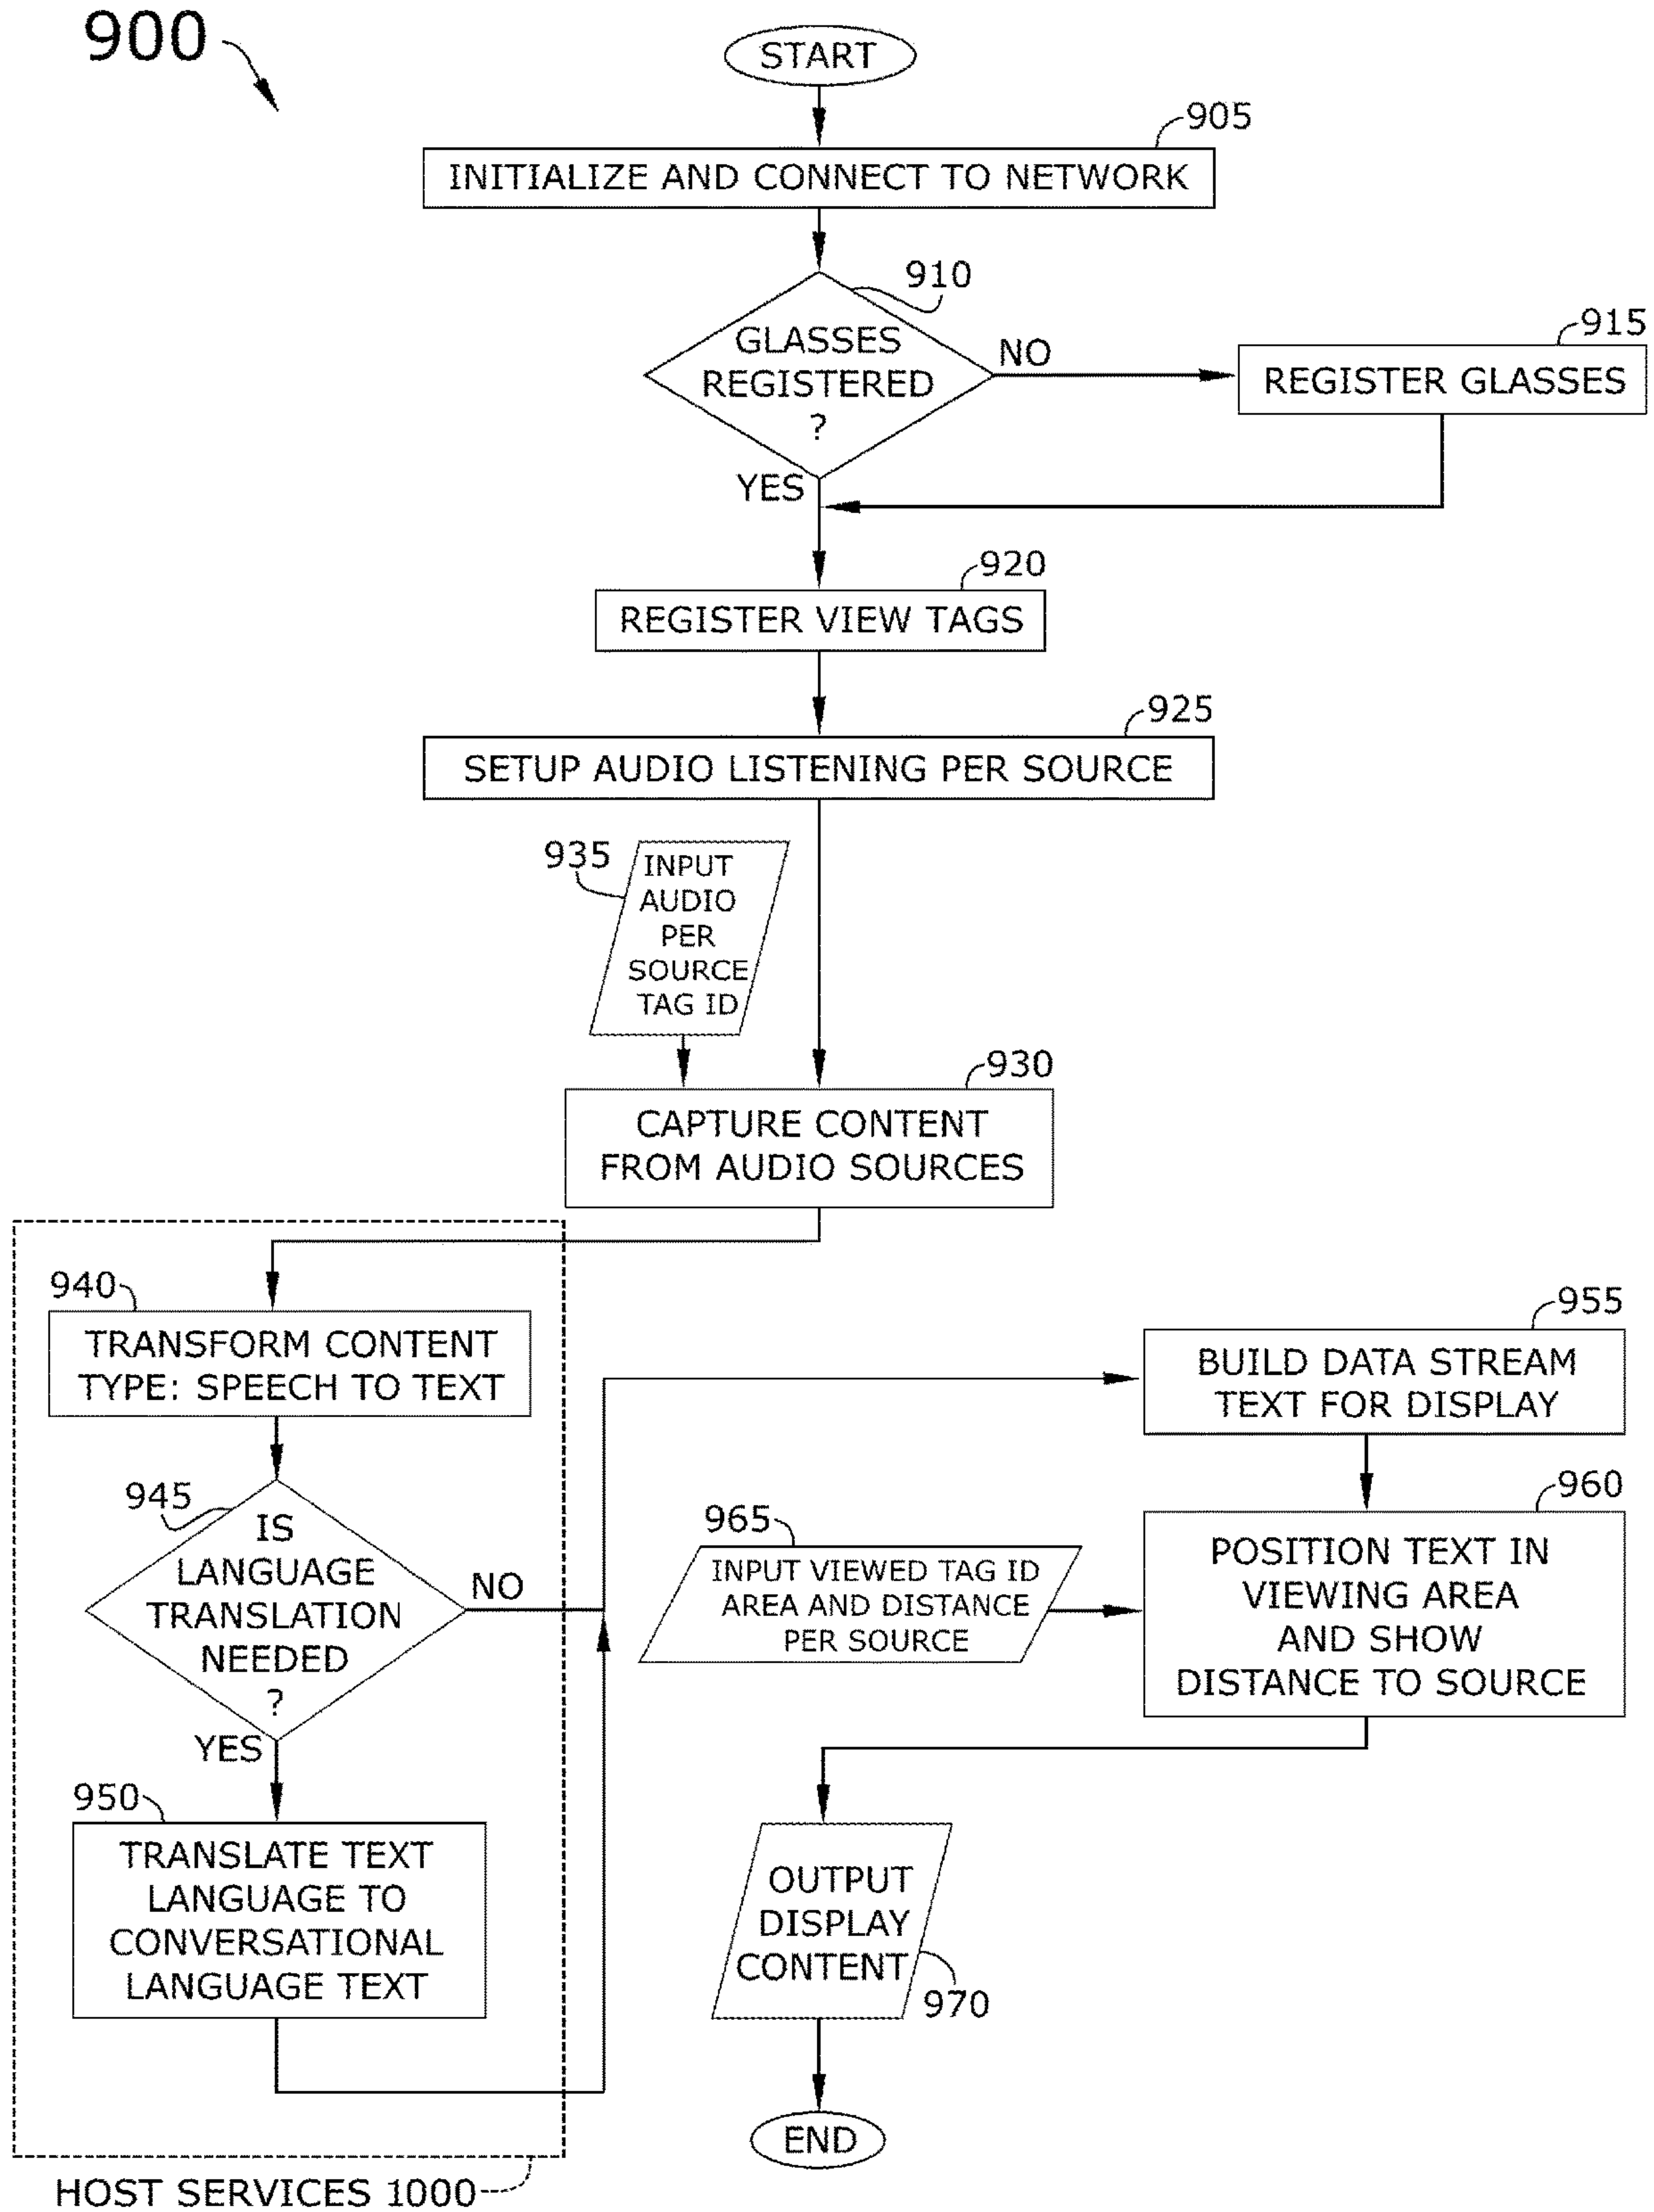 900
START
905
INITIALIZE AND CONNECT TO NETWORK
910
GLASSES
REGISTERED
?
NO
915
REGISTER GLASSES
YES
920
REGISTER VIEW TAGS
925
SETUP AUDIO LISTENING PER SOURCE
935
INPUT
AUDIO
PER
SOURCE
TAG ID
930
CAPTURE CONTENT
FROM AUDIO SOURCES
940
TRANSFORM CONTENT
TYPE: SPEECH TO TEXT
945
IS
LANGUAGE
TRANSLATION
NEEDED
?
NO
YES
950
TRANSLATE TEXT
LANGUAGE TO
CONVERSATIONAL
LANGUAGE TEXT
HOST SERVICES 1000
955
BUILD DATA STREAM
TEXT FOR DISPLAY
960
POSITION TEXT IN
VIEWING AREA
AND SHOW
DISTANCE TO SOURCE
965
INPUT VIEWED TAG ID
AREA AND DISTANCE
PER SOURCE
OUTPUT
DISPLAY
CONTENT
970
END